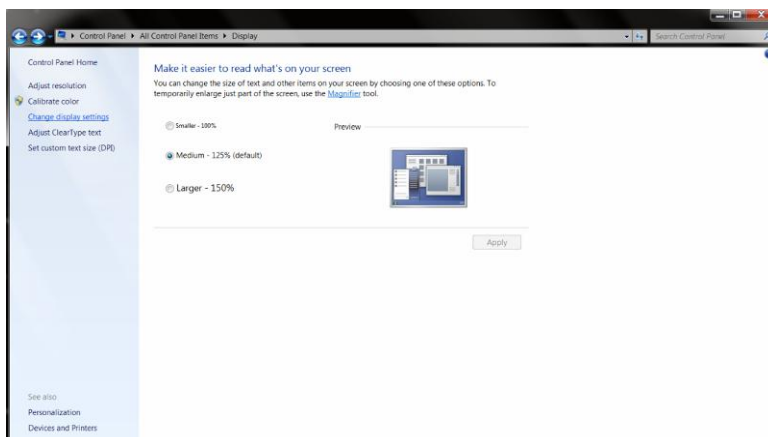 Control Panel ▸ All Control Panel Items ▸ Display
Search Control Panel
Control Panel Home
Adjust resolution
Calibrate color
Change display settings
Adjust ClearType text
Set custom text size (DPI)
Make it easier to read what's on your screen
You can change the size of text and other items on your screen by choosing one of these options. To
temporarily enlarge just part of the screen, use the Magnifier tool.
Smaller - 100%
Preview
Medium - 125% (default)
Larger - 150%
Apply
See also
Personalization
Devices and Printers